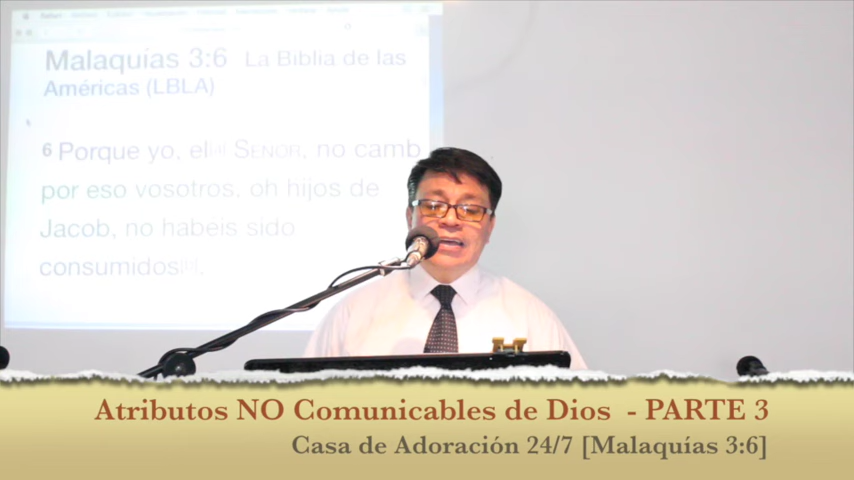 Malaquías 3:6 La Biblia de las
Américas (LBLA)
6 Porque yo, el SEÑOR, no camb
por eso vosotros, oh hijos de
Jacob, no habéis sido
consumidos
Atributos NO Comunicables de Dios - PARTE 3
Casa de Adoración 24/7 [Malaquías 3:6]